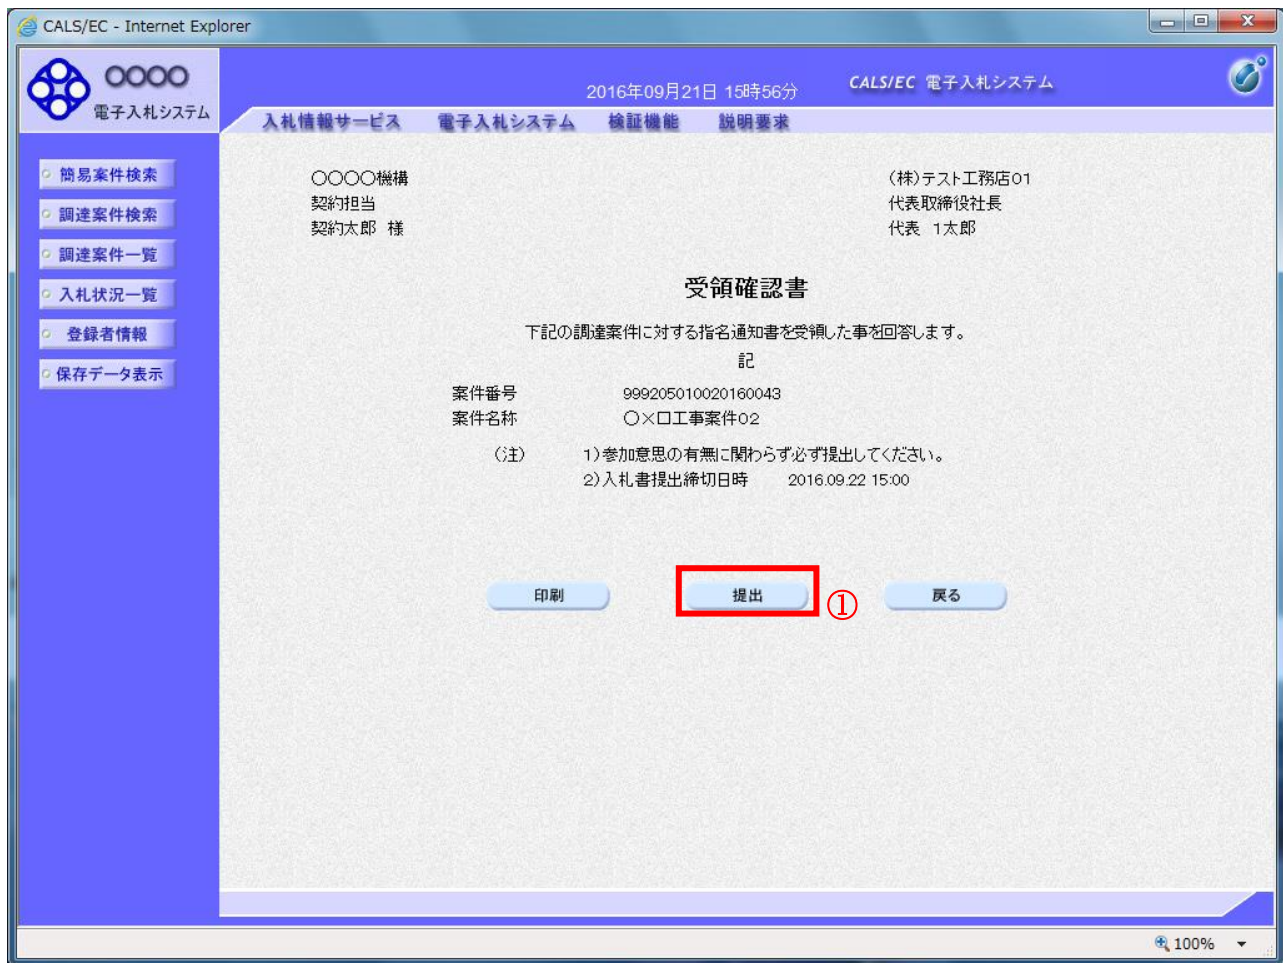 CALS/EC - Internet Explorer
〇〇〇〇
電子入札システム
2016年09月21日 15時56分
CALS/EC 電子入札システム
入札情報サービス 電子入札システム 検証機能 説明要求
簡易案件検索
調達案件検索
調達案件一覧
入札状況一覧
登録者情報
保存データ表示
〇〇〇〇機構
契約担当
契約太郎 様
(株)テスト工務店01
代表取締役社長
代表 1太郎
受領確認書
下記の調達案件に対する指名通知書を受領した事を回答します。
記
案件番号 999205010020160043
案件名称 〇×口工事案件02
(注) 1)参加意思の有無に関わらず必ず提出してください。
2)入札書提出締切日時 2016.09.22 15:00
印刷 提出 ① 戻る
100%